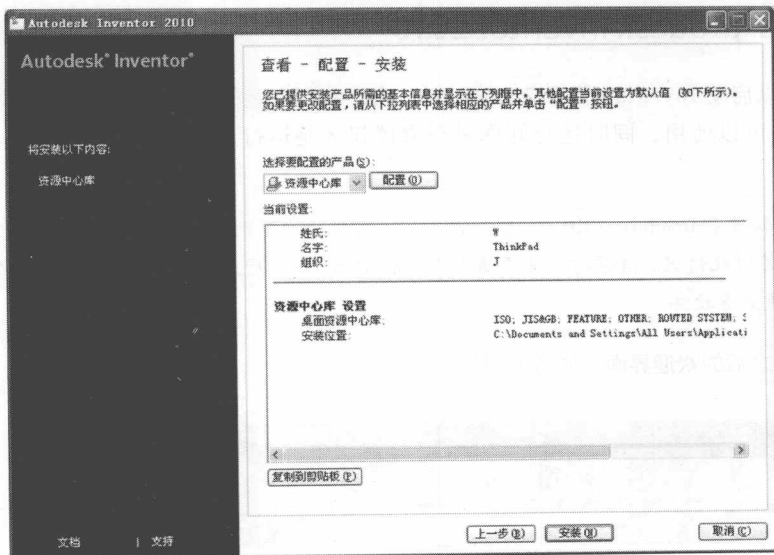 Autodesk Inventor 2010
Autodesk® Inventor®
将安装以下内容:
资源中心库
查看 - 配置 - 安装
您已提供安装产品所需的基本信息并显示在下列框中。其他配置当前设置为默认值 (如下所示)。
如果要更改配置，请从下拉列表中选择相应的产品并单击“配置”按钮。
选择要配置的产品(S):
资源中心库
配置(O)
当前设置:
姓氏: W
名字: ThinkPad
组织: J
资源中心库 设置
桌面资源中心库: ISO; JIS&GB; FEATURE; OTHER; ROUTED SYSTEM;
安装位置: C:\Documents and Settings\All Users\Applicati
复制到剪贴板(P)
上一步(B)
安装(N)
取消(C)
文档 | 支持